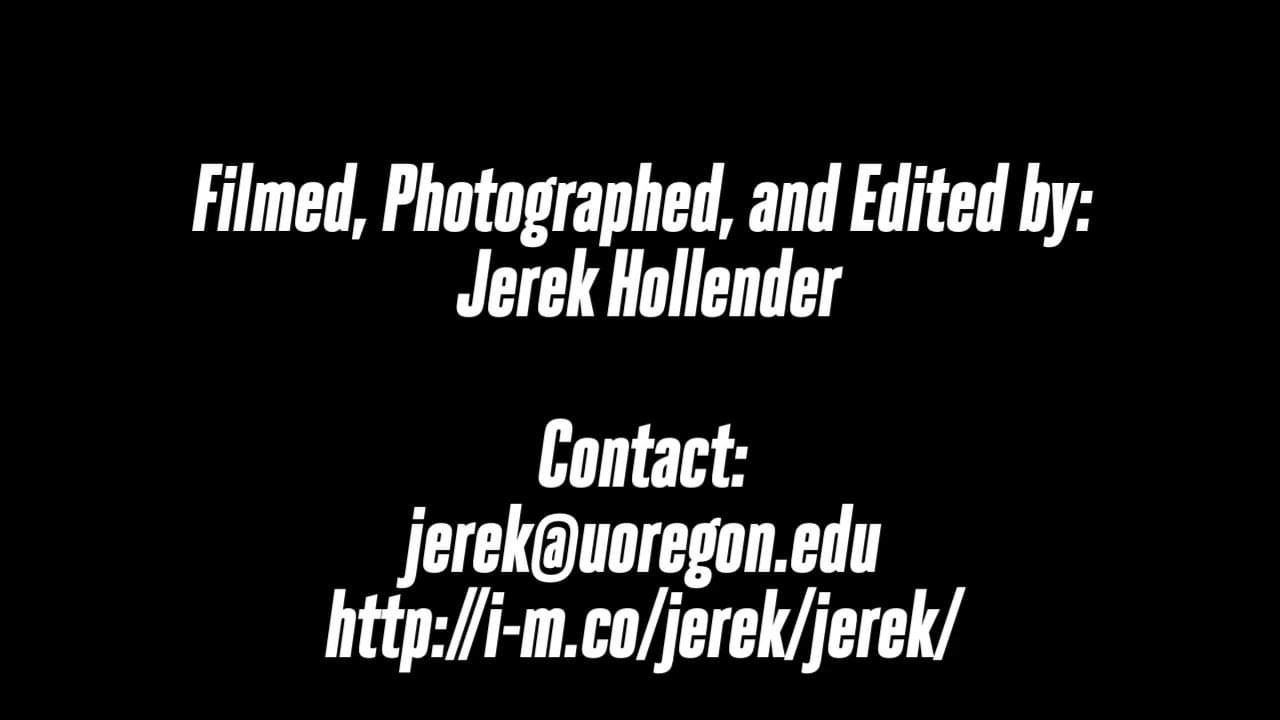 Filmed, Photographed, and Edited by:
Jerek Hollender
Contact:
jerek@uoregon.edu
http://i-m.co/jerek/jerek/